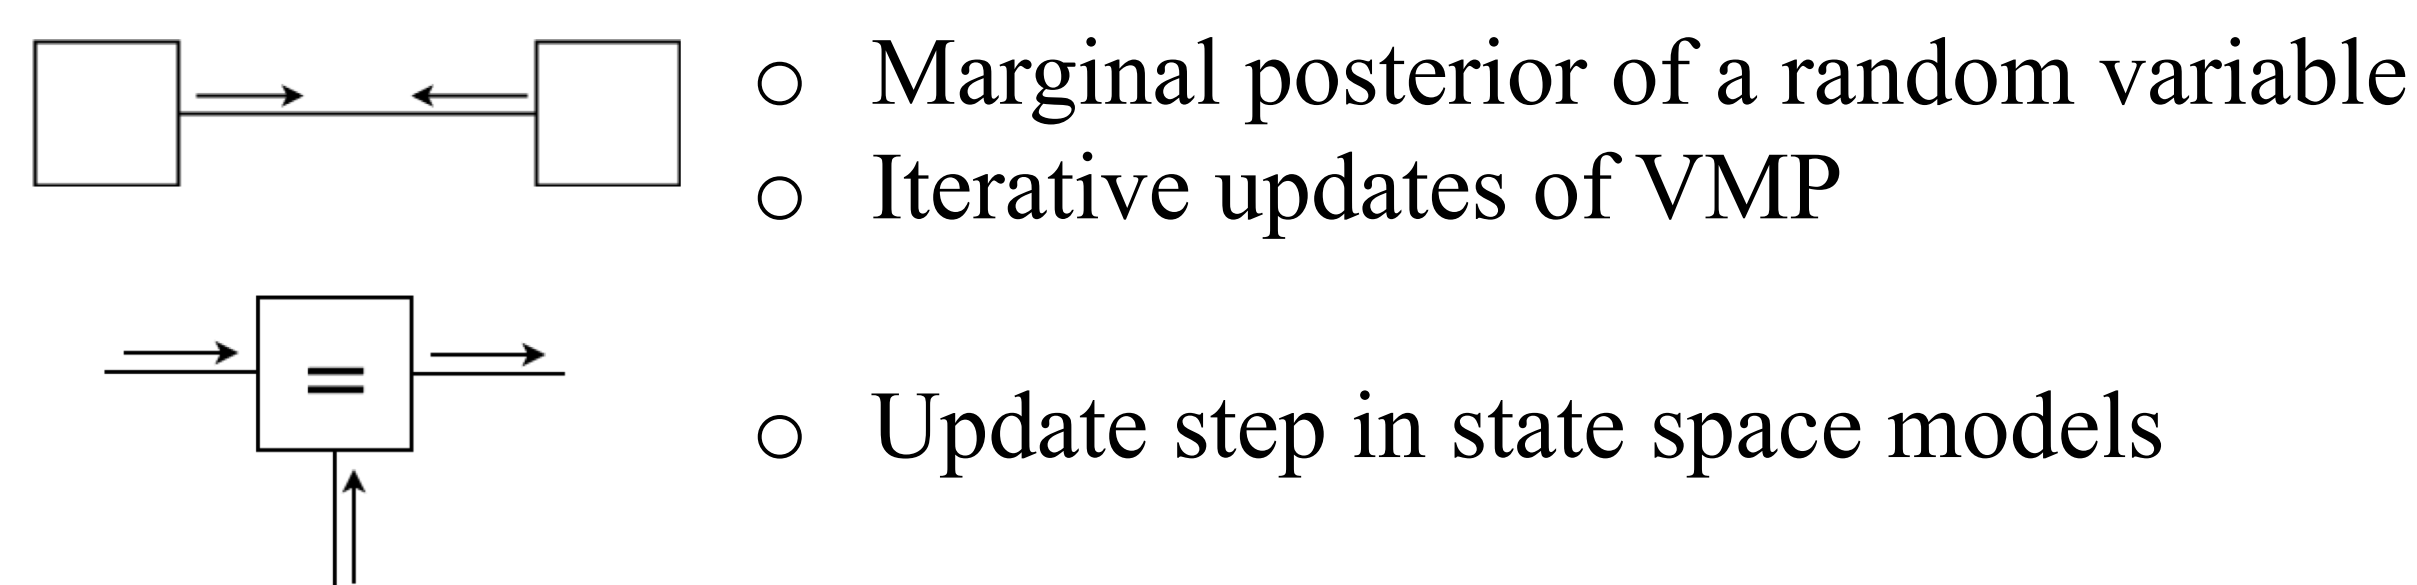 ○ Marginal posterior of a random variable
○ Iterative updates of VMP
=
○ Update step in state space models